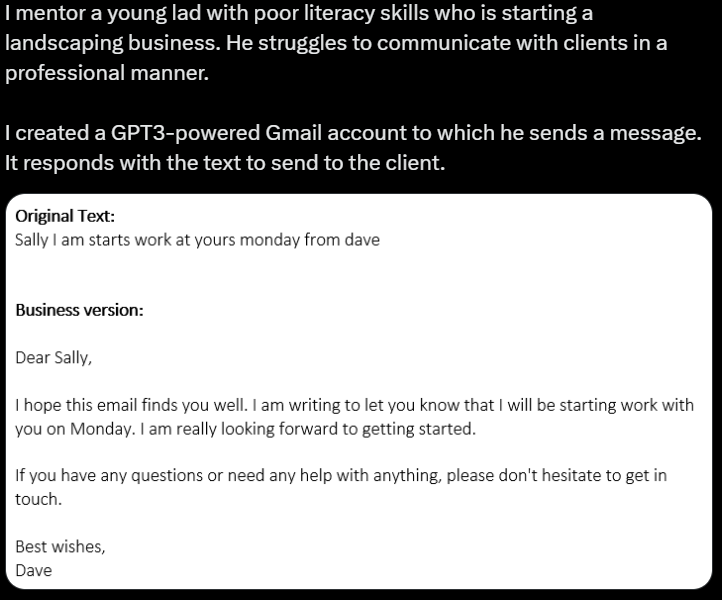 I mentor a young lad with poor literacy skills who is starting a
landscaping business. He struggles to communicate with clients in a
professional manner.
I created a GPT3-powered Gmail account to which he sends a message.
It responds with the text to send to the client.
Original Text:
Sally I am starts work at yours monday from dave
Business version:
Dear Sally,
I hope this email finds you well. I am writing to let you know that I will be starting work with
you on Monday. I am really looking forward to getting started.
If you have any questions or need any help with anything, please don't hesitate to get in
touch.
Best wishes,
Dave